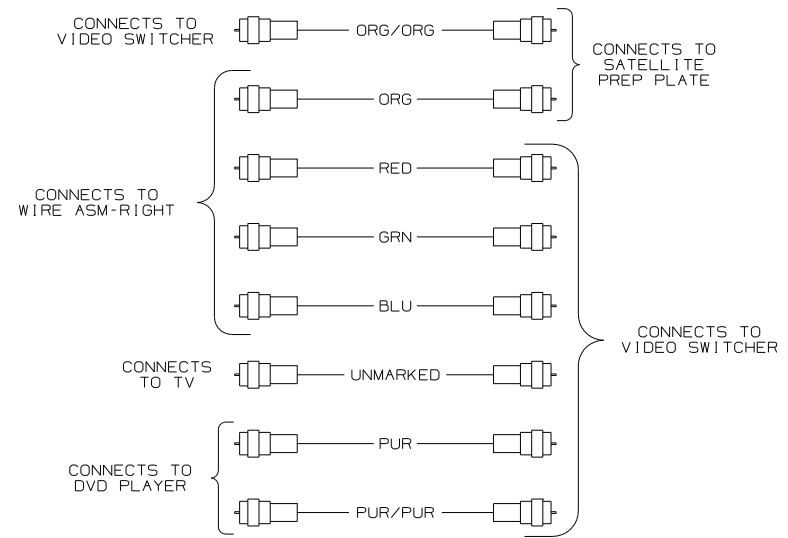 CONNECTS TO
VIDEO SWITCHER
ORG/ORG
CONNECTS TO
SATELLITE
PREP PLATE
ORG
RED
CONNECTS TO
WIRE ASM-RIGHT
GRN
BLU
CONNECTS TO
VIDEO SWITCHER
CONNECTS
TO TV
UNMARKED
PUR
CONNECTS TO
DVD PLAYER
PUR/PUR